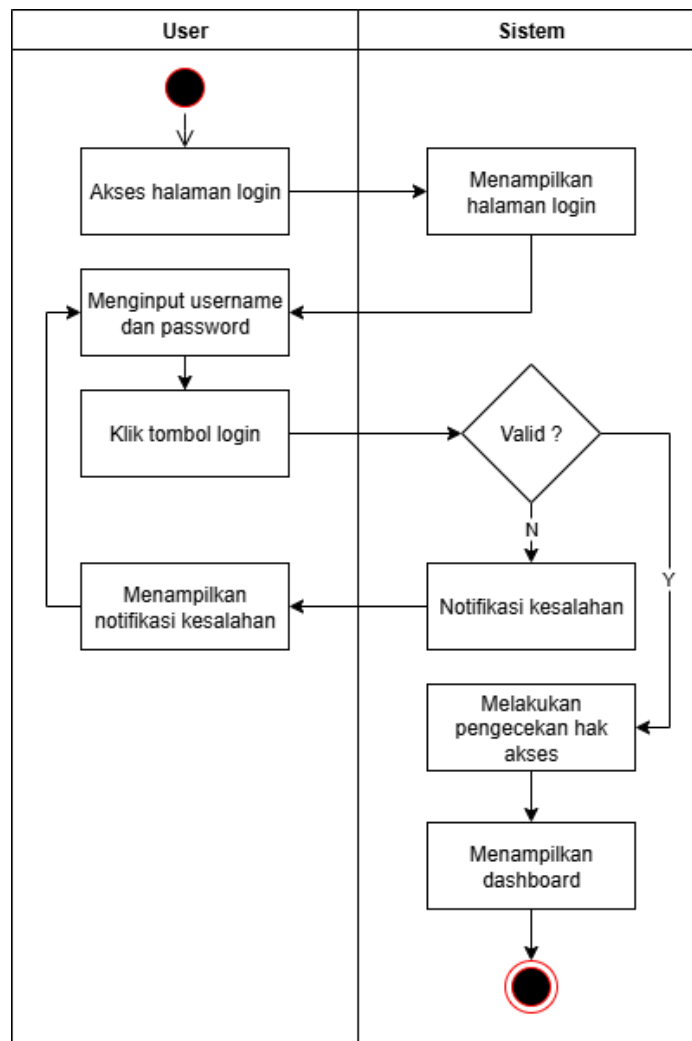 User
Sistem
Akses halaman login
Menampilkan
halaman login
Menginput username
dan password
Klik tombol login
Valid ?
N
Y
Menampilkan
notifikasi kesalahan
Notifikasi kesalahan
Melakukan
pengecekan hak
akses
Menampilkan
dashboard